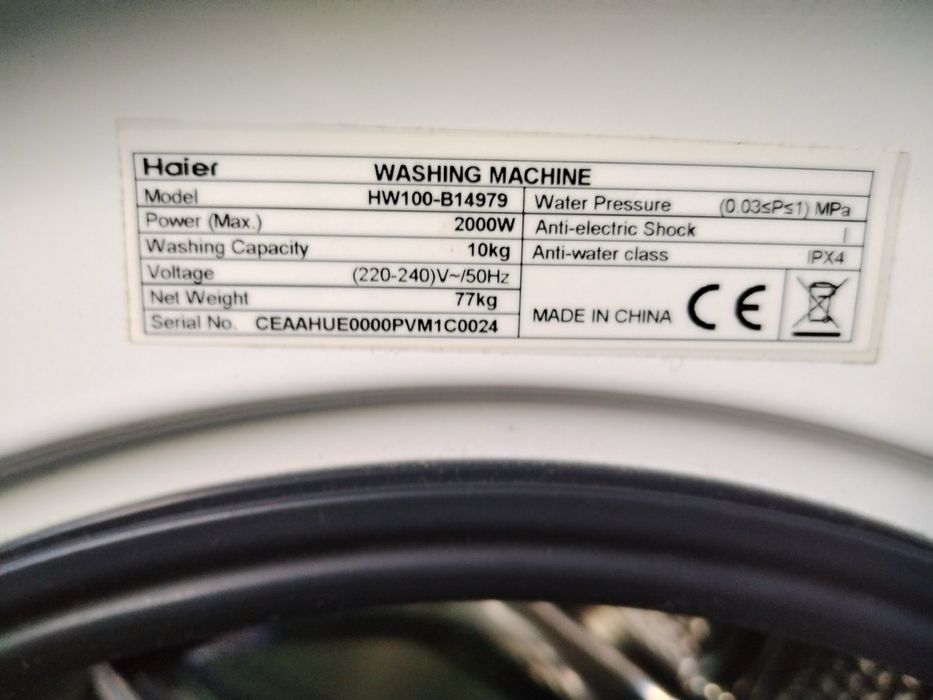 Haier WASHING MACHINE
Model HW100-B14979
Power (Max.) 2000W
Washing Capacity 10kg
Voltage (220-240)V~/50Hz
Net Weight 77kg
Serial No. CEAAHUE0000PVM1C0024
Water Pressure (0.03≤P≤1) MPa
Anti-electric Shock I
Anti-water class IPX4
MADE IN CHINA CE